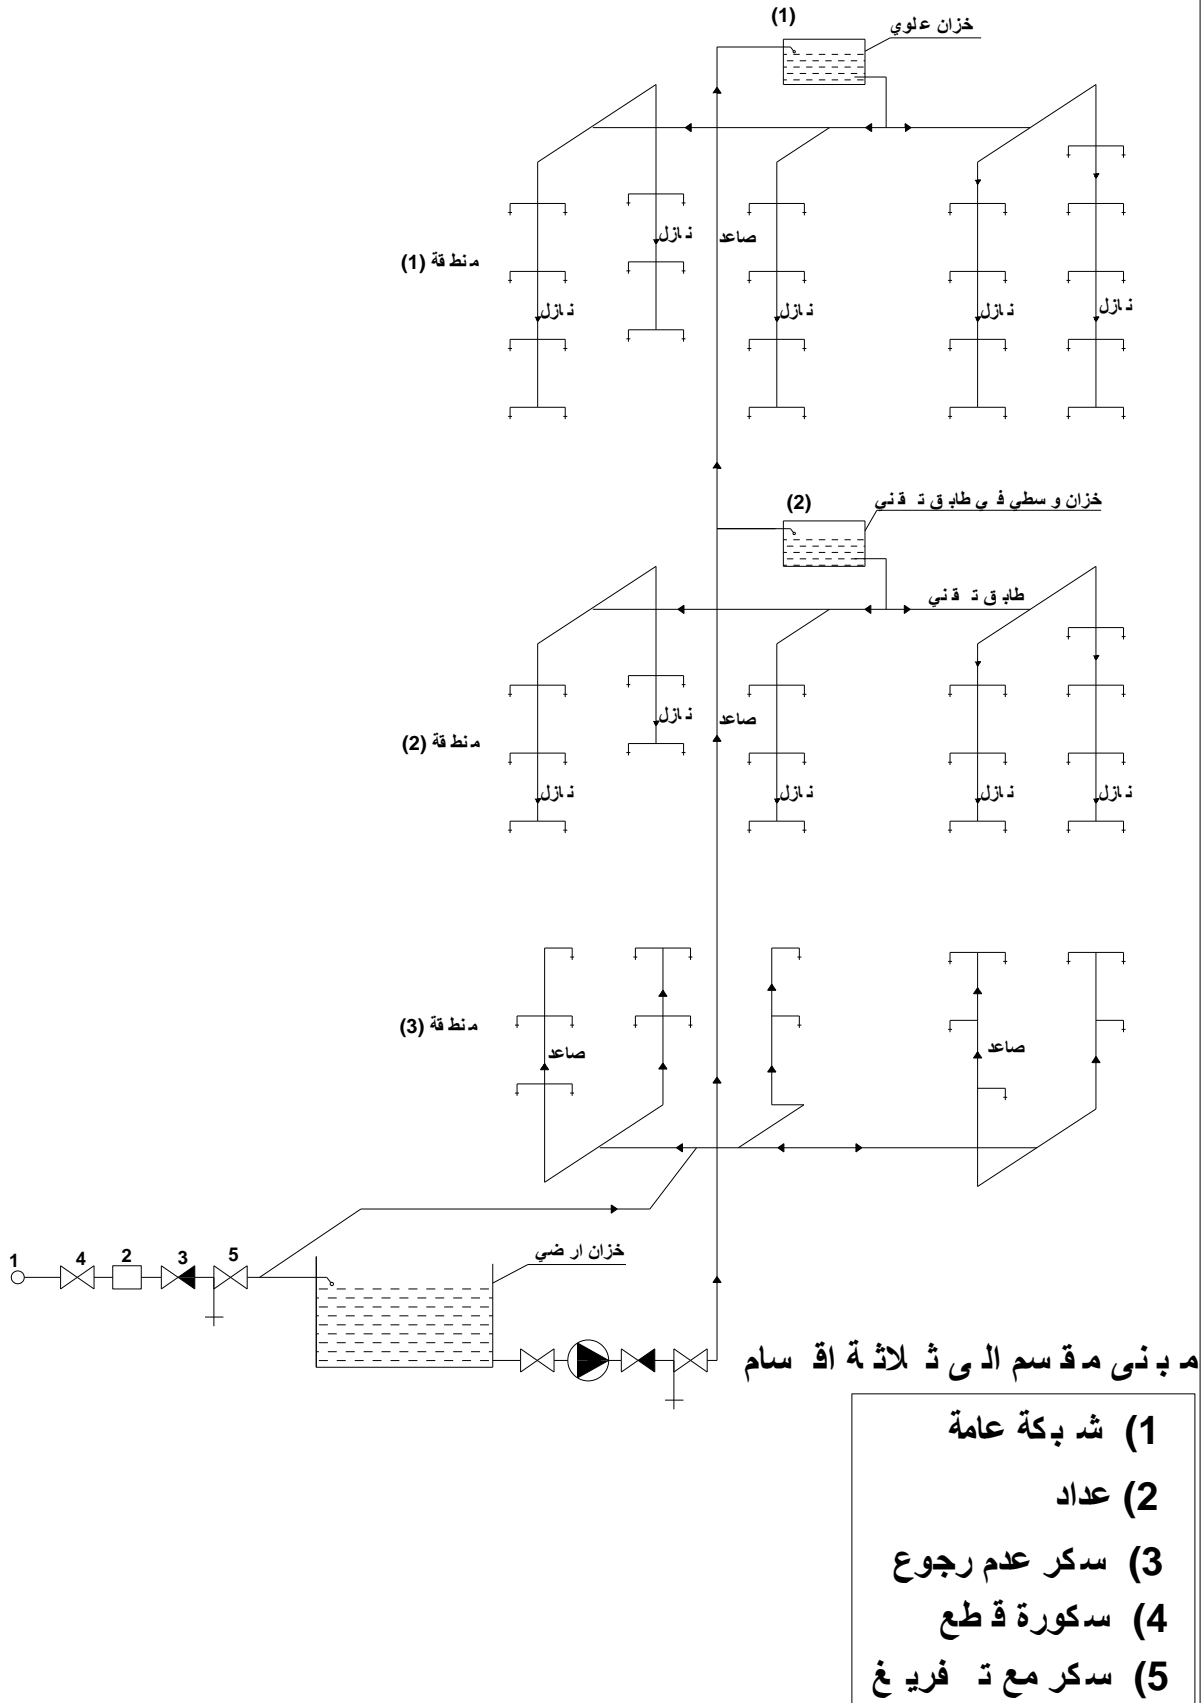 (1)
خزان علوي
نازل
صاعد
منطقة (1)
نازل
نازل
نازل
نازل
(2)
خزان وسطي في طابق تقني
طابق تقني
نازل
صاعد
منطقة (2)
نازل
نازل
نازل
نازل
منطقة (3)
صاعد
صاعد
خزان ارضي
1
4
2
3
5
مبنى مقسم الى ثلاثة اقسام
1) شبكة عامة
2) عداد
3) سكر عدم رجوع
4) سكورة قطع
5) سكر مع تفريغ